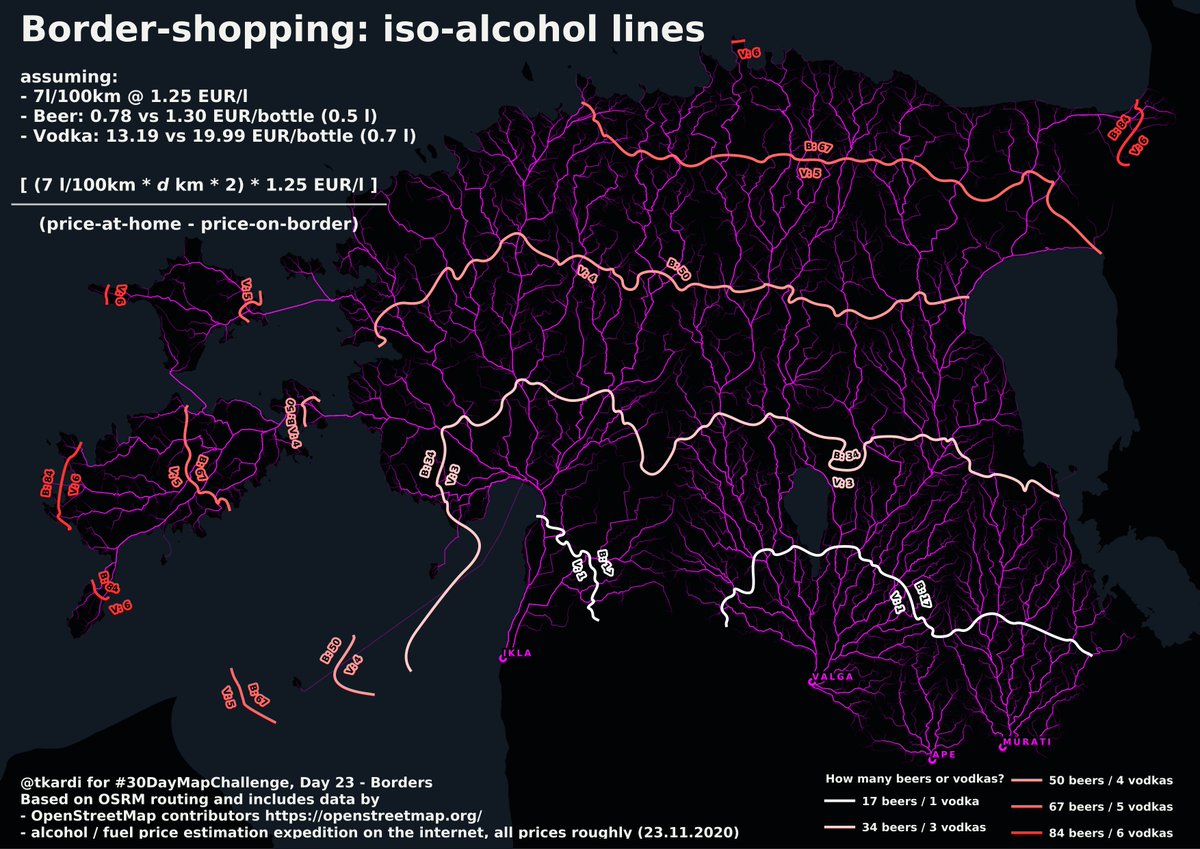 Border-shopping: iso-alcohol lines
assuming:
- 7l/100km @ 1.25 EUR/l
- Beer: 0.78 vs 1.30 EUR/bottle (0.5 l)
- Vodka: 13.19 vs 19.99 EUR/bottle (0.7 l)
[ (7 l/100km * d km * 2) * 1.25 EUR/l ]
(price-at-home - price-on-border)
V: 6
B: 84
V: 6
B: 67
V: 5
V: 4
B: 50
V: 6
V: 5
B: 50
V: 4
B: 34
V: 3
B: 34
V: 3
B: 84
V: 6
V: 5
B: 67
B: 84
V: 6
V: 1
B: 17
V: 1
B: 17
B: 50
V: 4
V: 5
B: 67
IKLA
VALGA
MURATI
APE
@tkardi for #30DayMapChallenge, Day 23 - Borders
Based on OSRM routing and includes data by
- OpenStreetMap contributors https://openstreetmap.org/
- alcohol / fuel price estimation expedition on the internet, all prices roughly (23.11.2020)
How many beers or vodkas?
17 beers / 1 vodka
34 beers / 3 vodkas
50 beers / 4 vodkas
67 beers / 5 vodkas
84 beers / 6 vodkas